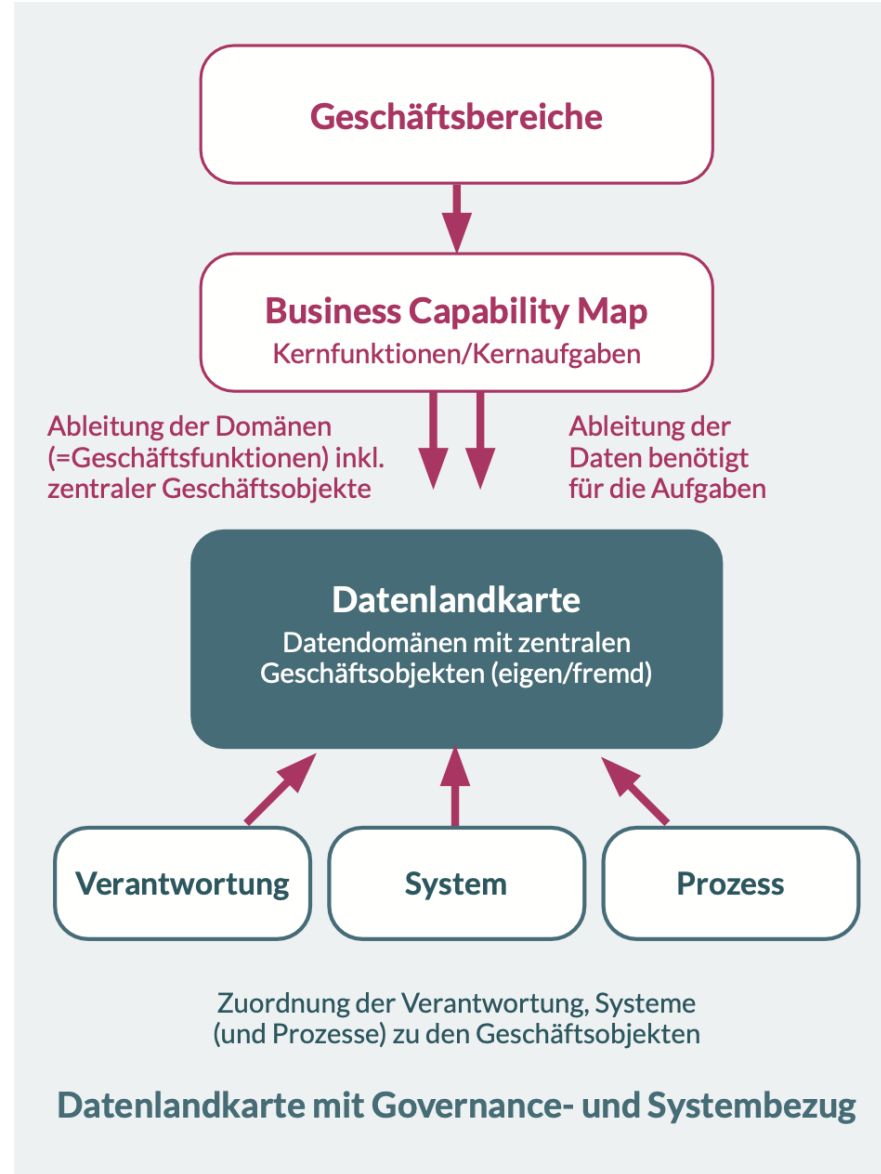 Geschäftsbereiche
Business Capability Map
Kernfunktionen/Kernaufgaben
Ableitung der Domänen
(=Geschäftsfunktionen) inkl.
zentraler Geschäftsobjekte
Ableitung der
Daten benötigt
für die Aufgaben
Datenlandkarte
Datendomänen mit zentralen
Geschäftsobjekten (eigen/fremd)
Verantwortung
System
Prozess
Zuordnung der Verantwortung, Systeme
(und Prozesse) zu den Geschäftsobjekten
Datenlandkarte mit Governance- und Systembezug